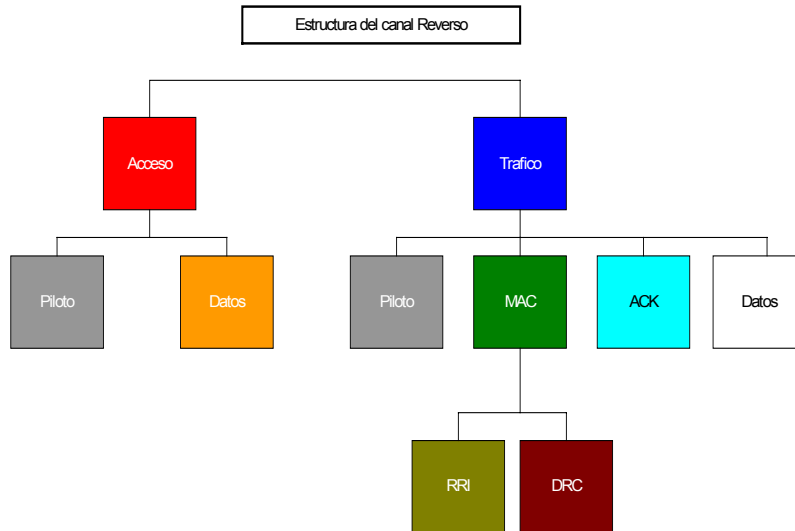 Estructura del canal Reverso
Acceso
Trafico
Piloto
Datos
Piloto
MAC
ACK
Datos
RRI
DRC